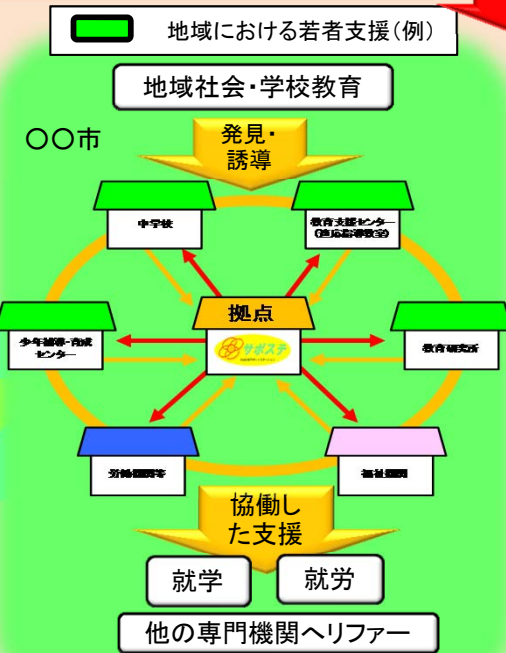 地域における若者支援(例)
地域社会・学校教育
〇〇市
発見・
誘導
中学校
教育支援センター
(適応指導教室)
拠点
サポステ
少年補導・育成
センター
教育研究所
労働機関等
福祉機関
協働し
た支援
就学
就労
他の専門機関へリファー